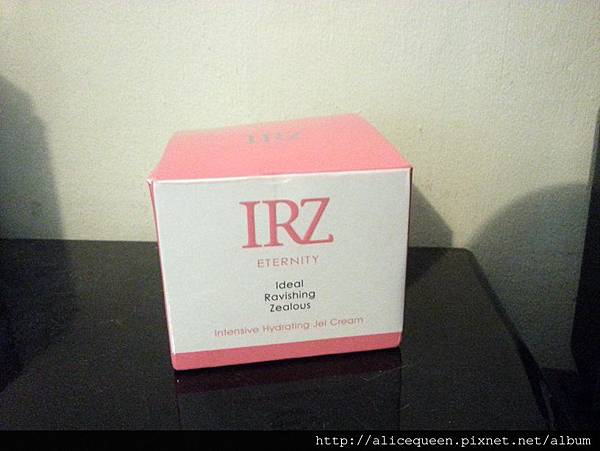 IRZ
IRZ
ETERNITY
Ideal
Ravishing
Zealous
Intensive Hydrating Jel Cream
http://alicequeen.pixnet.net/album